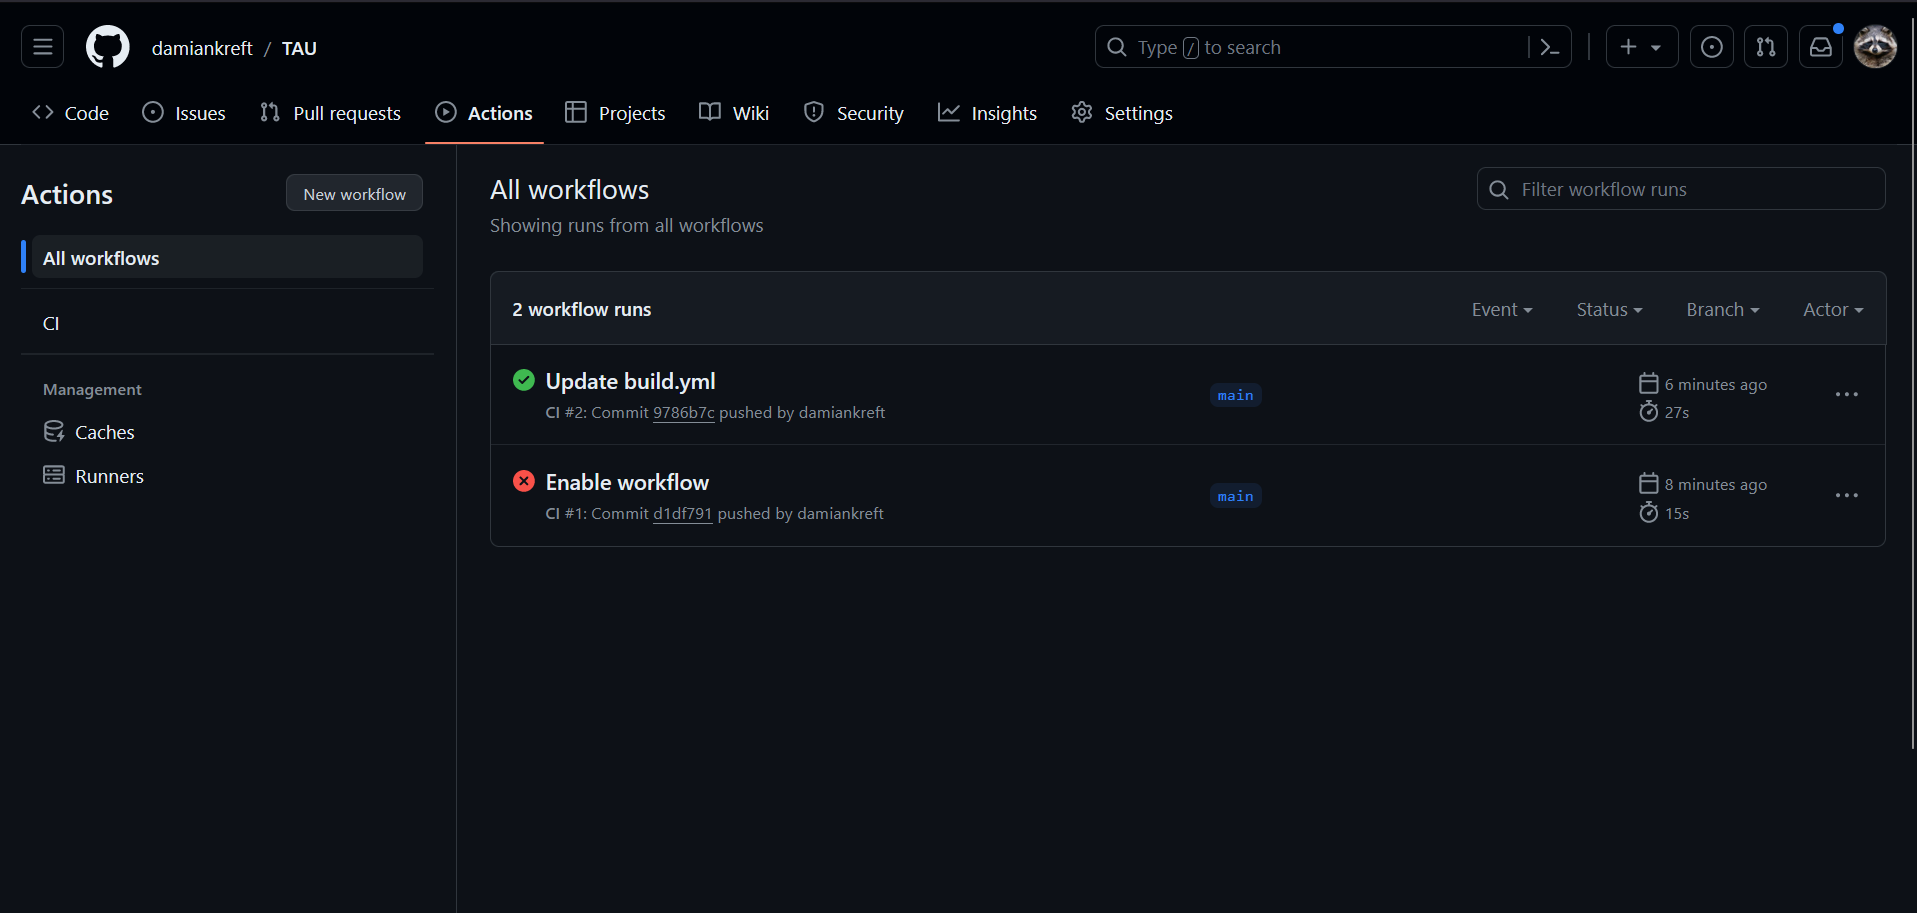 damiankreft / TAU
Type / to search
Code Issues Pull requests Actions Projects Wiki Security Insights Settings
Actions
New workflow
All workflows
CI
Management
Caches
Runners
All workflows
Showing runs from all workflows
Filter workflow runs
2 workflow runs
Event Status Branch Actor
Update build.yml
CI #2: Commit 9786b7c pushed by damiankreft
main
6 minutes ago
27s
Enable workflow
CI #1: Commit d1df791 pushed by damiankreft
main
8 minutes ago
15s